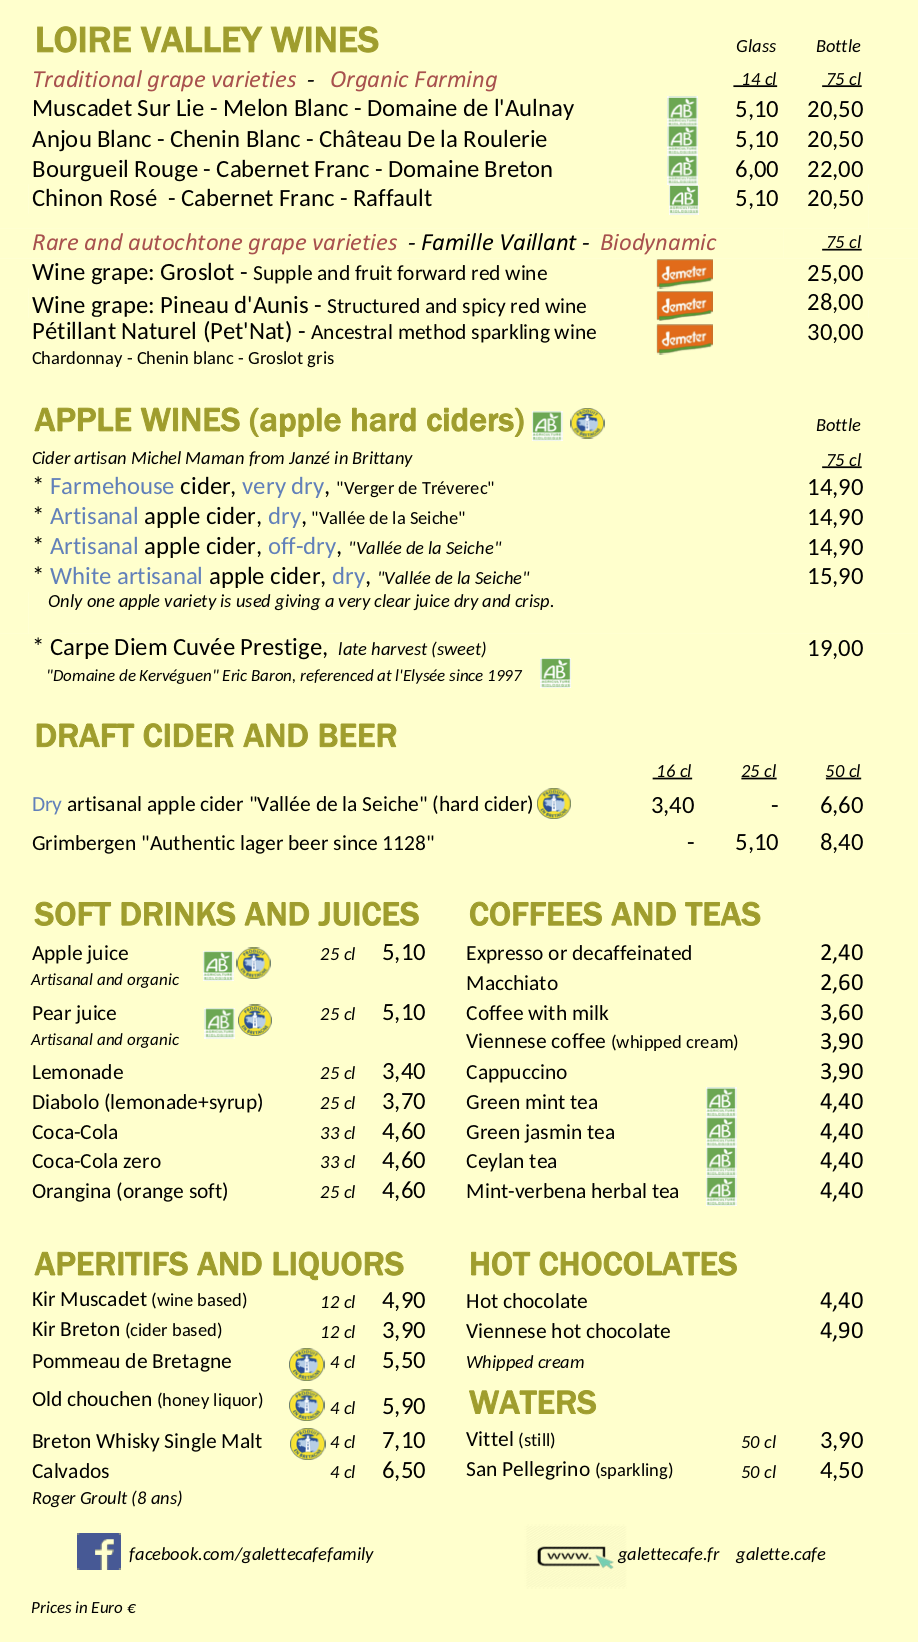 LOIRE VALLEY WINES Glass Bottle
Traditional grape varieties - Organic Farming 14 cl 75 cl
Muscadet Sur Lie - Melon Blanc - Domaine de l'Aulnay AB 5,10 20,50
Anjou Blanc - Chenin Blanc - Château De la Roulerie AB 5,10 20,50
Bourgueil Rouge - Cabernet Franc - Domaine Breton AB 6,00 22,00
Chinon Rosé - Cabernet Franc - Raffault AB 5,10 20,50
Rare and autochtone grape varieties - Famille Vaillant - Biodynamic 75 cl
Wine grape: Groslot - Supple and fruit forward red wine demeter 25,00
Wine grape: Pineau d'Aunis - Structured and spicy red wine demeter 28,00
Pétillant Naturel (Pet'Nat) - Ancestral method sparkling wine demeter 30,00
Chardonnay - Chenin blanc - Groslot gris
APPLE WINES (apple hard ciders) AB Bottle
Cider artisan Michel Maman from Janzé in Brittany 75 cl
* Farmehouse cider, very dry, "Verger de Tréverec" 14,90
* Artisanal apple cider, dry, "Vallée de la Seiche" 14,90
* Artisanal apple cider, off-dry, "Vallée de la Seiche" 14,90
* White artisanal apple cider, dry, "Vallée de la Seiche" 15,90
Only one apple variety is used giving a very clear juice dry and crisp.
* Carpe Diem Cuvée Prestige, late harvest (sweet) 19,00
"Domaine de Kervéguen" Eric Baron, referenced at l'Elysée since 1997 AB
DRAFT CIDER AND BEER
16 cl 25 cl 50 cl
Dry artisanal apple cider "Vallée de la Seiche" (hard cider) 3,40 - 6,60
Grimbergen "Authentic lager beer since 1128" - 5,10 8,40
SOFT DRINKS AND JUICES
Apple juice AB 25 cl 5,10
Artisanal and organic
Pear juice AB 25 cl 5,10
Artisanal and organic
Lemonade 25 cl 3,40
Diabolo (lemonade+syrup) 25 cl 3,70
Coca-Cola 33 cl 4,60
Coca-Cola zero 33 cl 4,60
Orangina (orange soft) 25 cl 4,60
COFFEES AND TEAS
Expresso or decaffeinated 2,40
Macchiato 2,60
Coffee with milk 3,60
Viennese coffee (whipped cream) 3,90
Cappuccino 3,90
Green mint tea AB 4,40
Green jasmin tea AB 4,40
Ceylan tea AB 4,40
Mint-verbena herbal tea AB 4,40
APERITIFS AND LIQUORS
Kir Muscadet (wine based) 12 cl 4,90
Kir Breton (cider based) 12 cl 3,90
Pommeau de Bretagne 4 cl 5,50
Old chouchen (honey liquor) 4 cl 5,90
Breton Whisky Single Malt 4 cl 7,10
Calvados 4 cl 6,50
Roger Groult (8 ans)
HOT CHOCOLATES
Hot chocolate 4,40
Viennese hot chocolate 4,90
Whipped cream
WATERS
Vittel (still) 50 cl 3,90
San Pellegrino (sparkling) 50 cl 4,50
facebook.com/galettecafefamily www. galettecafe.fr galette.cafe
Prices in Euro €